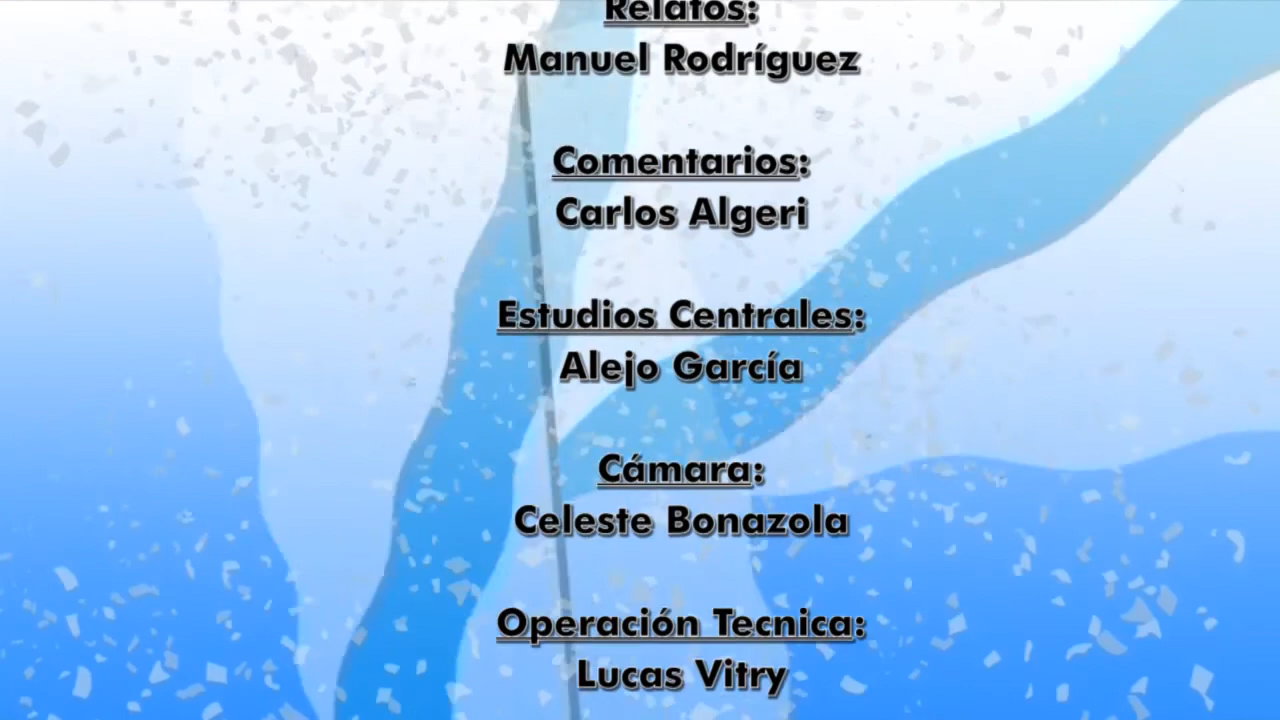 Relatos:
Manuel Rodríguez
Comentarios:
Carlos Algeri
Estudios Centrales:
Alejo García
Cámara:
Celeste Bonazola
Operación Tecnica:
Lucas Vitry